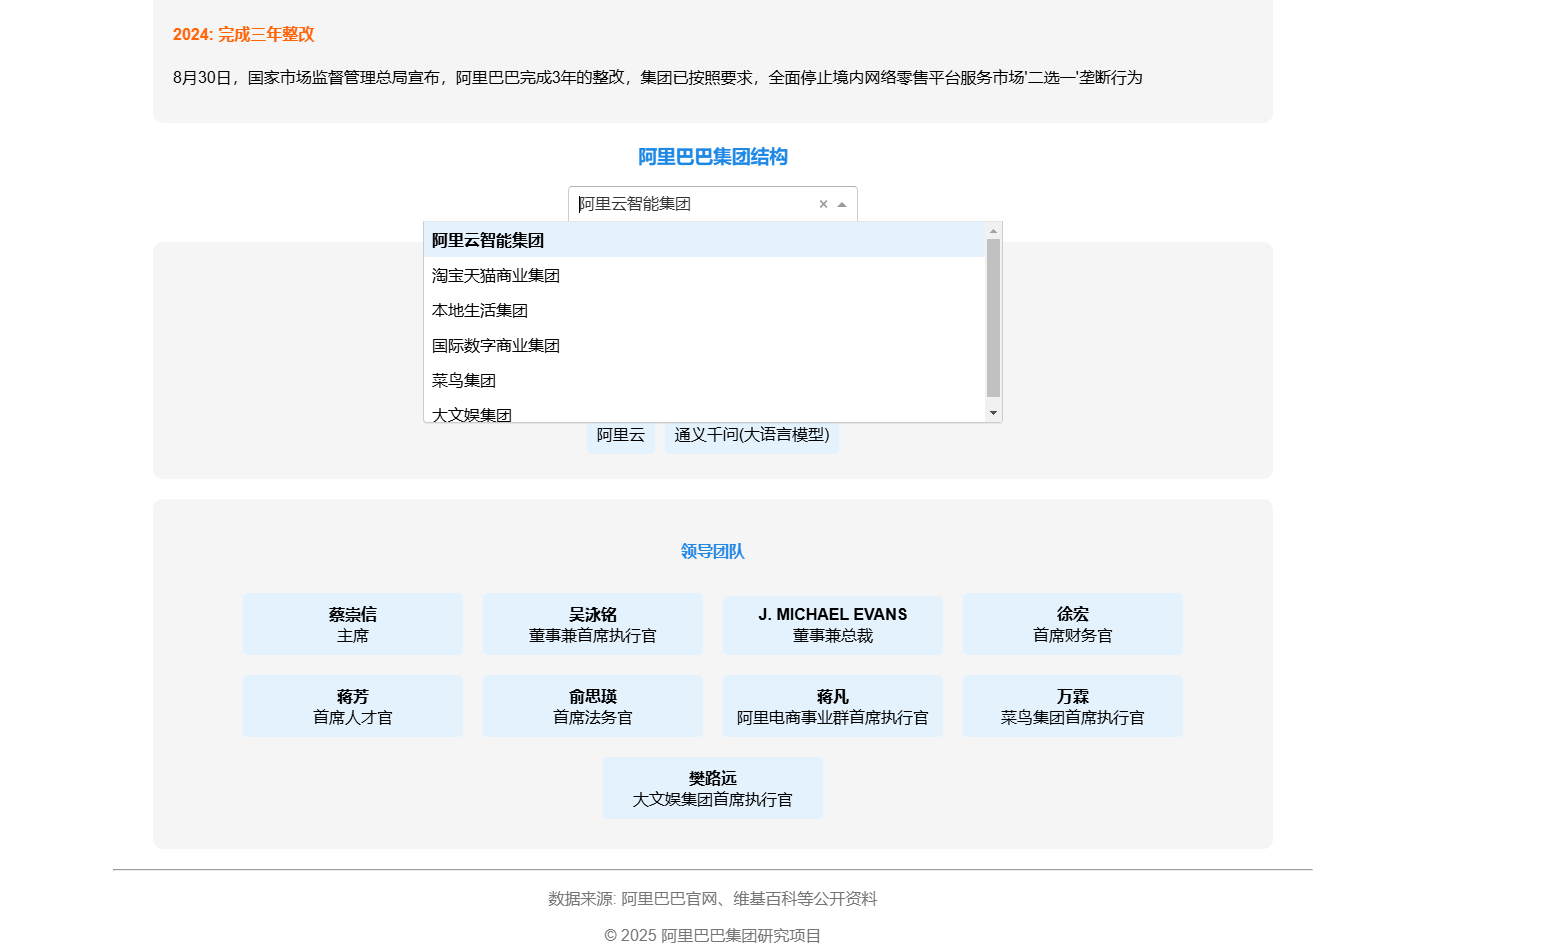 2024: 完成三年整改
8月30日，国家市场监督管理总局宣布，阿里巴巴完成3年的整改，集团已按照要求，全面停止境内网络零售平台服务市场'二选一'垄断行为
阿里巴巴集团结构
阿里云智能集团 ×
阿里云智能集团
淘宝天猫商业集团
本地生活集团
国际数字商业集团
菜鸟集团
大文娱集团
阿里云 通义千问(大语言模型)
领导团队
蔡崇信 吴泳铭 J. MICHAEL EVANS 徐宏
主席 董事兼首席执行官 董事兼总裁 首席财务官
蒋芳 俞思瑛 蒋凡 万霖
首席人才官 首席法务官 阿里电商事业群首席执行官 菜鸟集团首席执行官
樊路远
大文娱集团首席执行官
数据来源: 阿里巴巴官网、维基百科等公开资料
© 2025 阿里巴巴集团研究项目